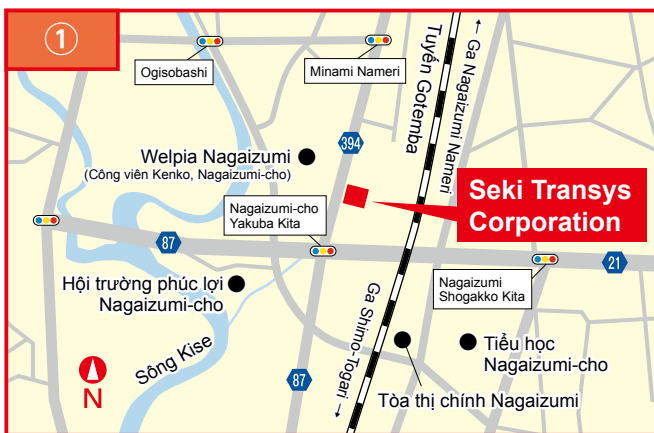 ①
Ogisobashi
Minami Nameri
Tuyến Gotemba
← Ga Nagaizumi Nameri
394
Welpia Nagaizumi
(Công viên Kenko, Nagaizumi-cho)
Seki Transys
Corporation
Nagaizumi-cho
Yakuba Kita
87
21
Nagaizumi
Shogakko Kita
Hội trường phúc lợi
Nagaizumi-cho
Sông Kise
Ga Shimo-Togari →
87
Tiểu học
Nagaizumi-cho
Tòa thị chính Nagaizumi
N